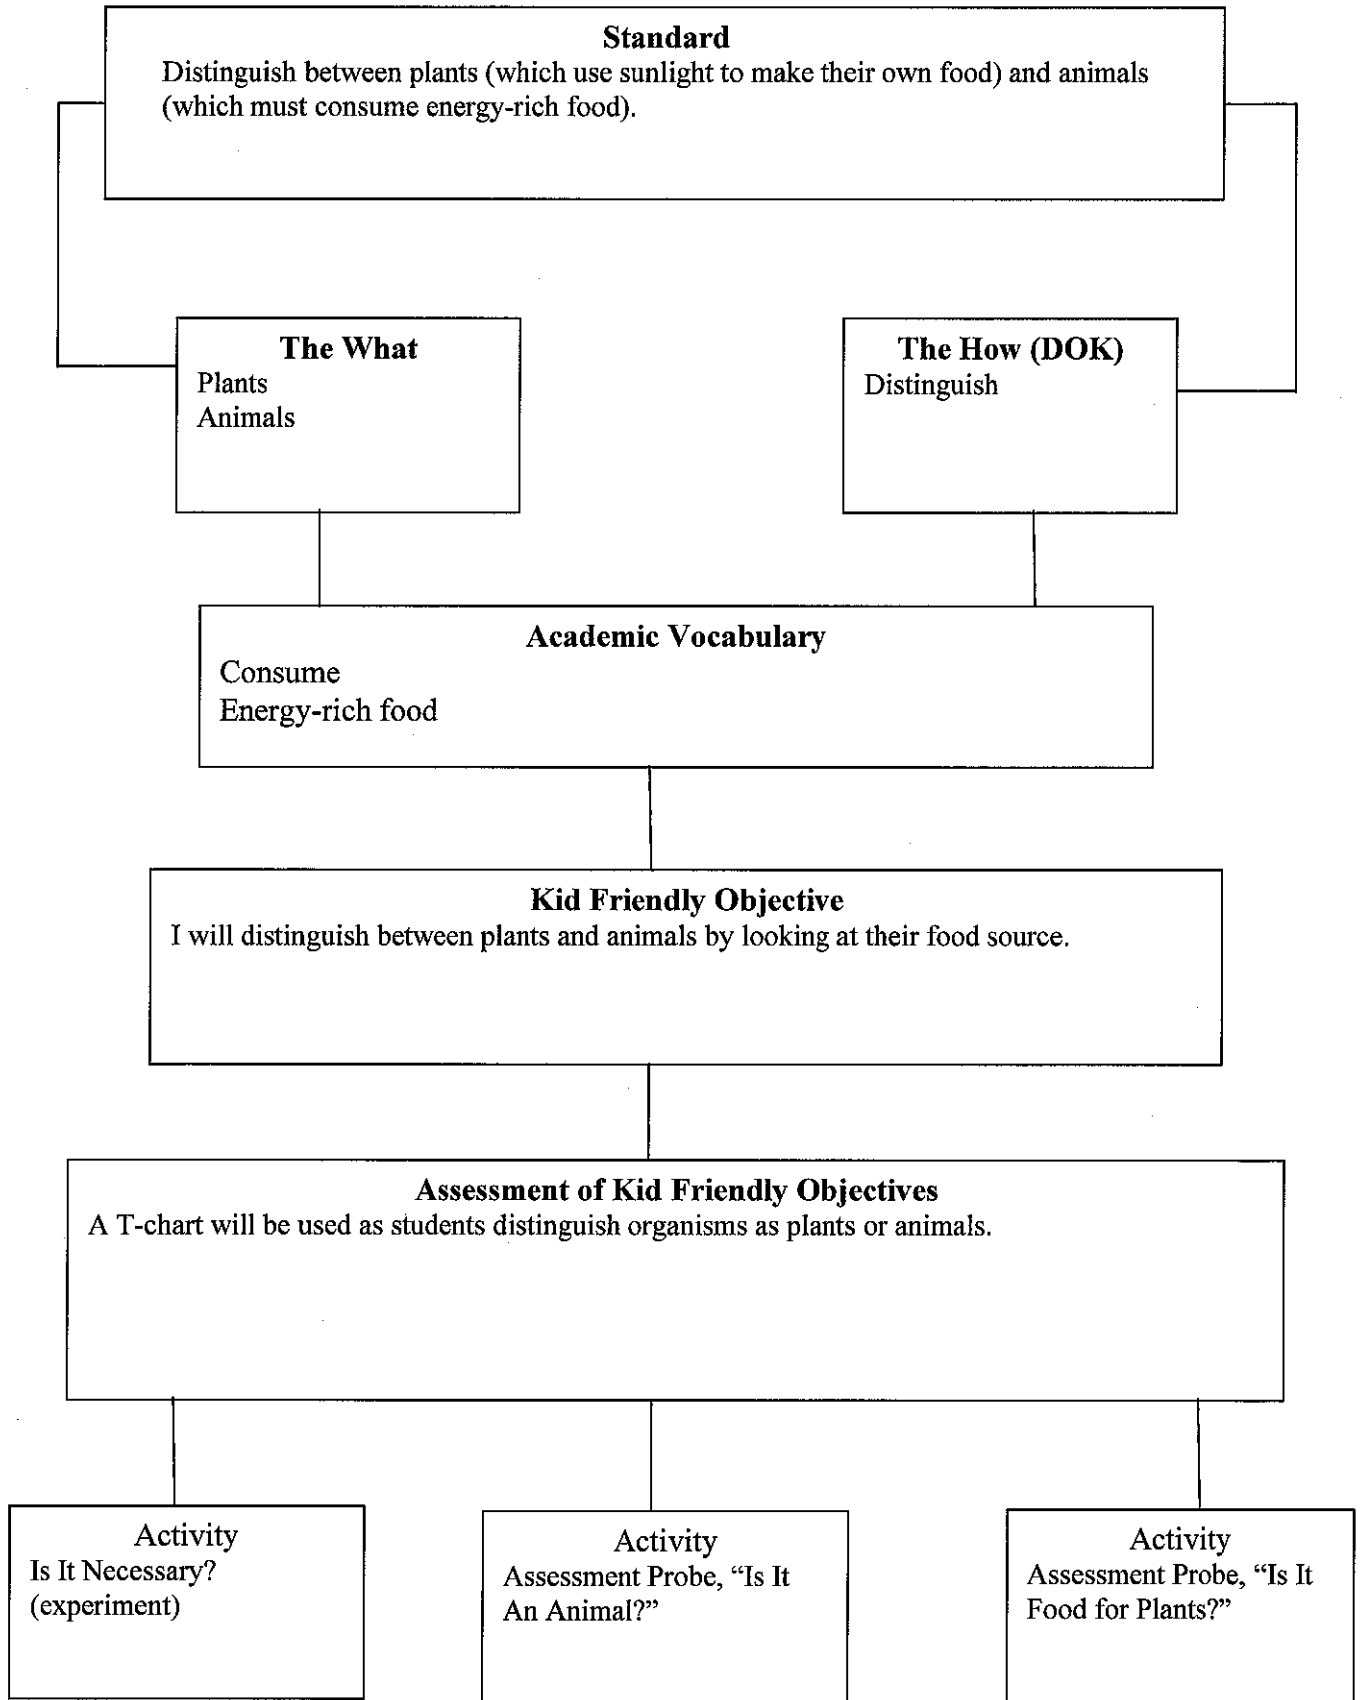 Standard
Distinguish between plants (which use sunlight to make their own food) and animals
(which must consume energy-rich food).
The What
Plants
Animals
The How (DOK)
Distinguish
Academic Vocabulary
Consume
Energy-rich food
Kid Friendly Objective
I will distinguish between plants and animals by looking at their food source.
Assessment of Kid Friendly Objectives
A T-chart will be used as students distinguish organisms as plants or animals.
Activity
Is It Necessary?
(experiment)
Activity
Assessment Probe, “Is It
An Animal?”
Activity
Assessment Probe, “Is It
Food for Plants?”